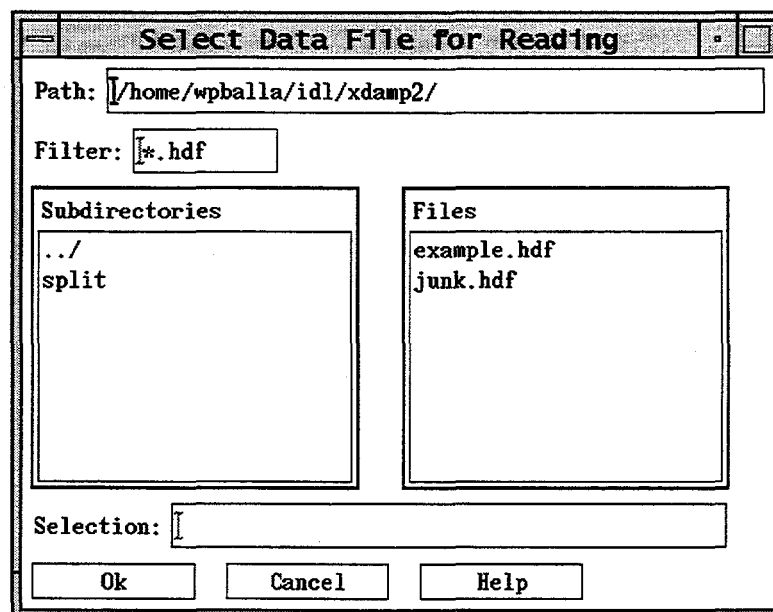 Select Data File for Reading
Path: /home/wpballa/idl/xdamp2/
Filter: *.hdf
Subdirectories
../
split
Files
example.hdf
junk.hdf
Selection:
Ok Cancel Help